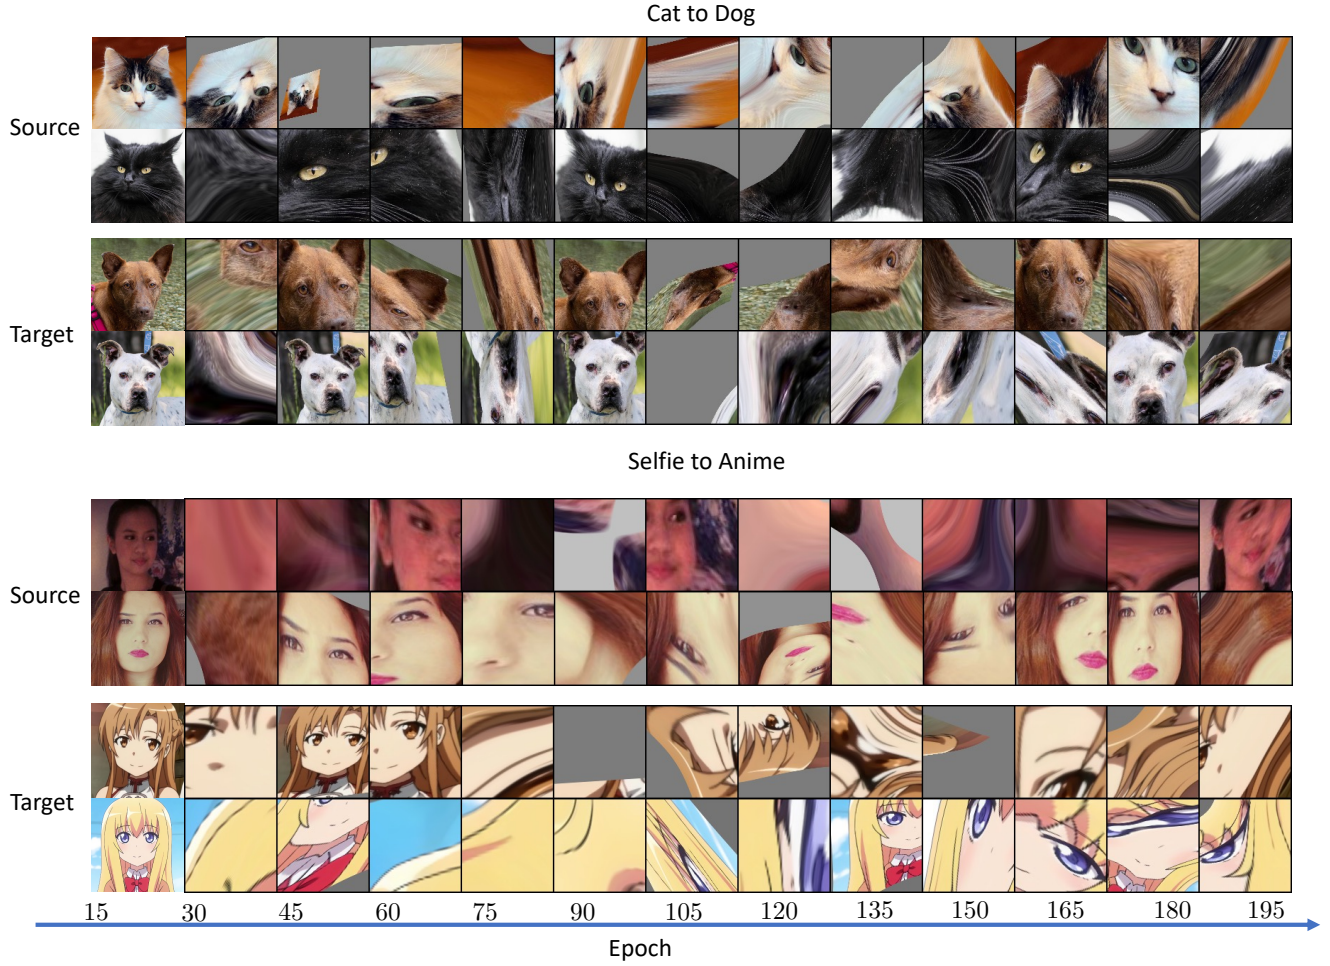 Cat to Dog
Source
Target
Selfie to Anime
Source
Target
15 30 45 60 75 90 105 120 135 150 165 180 195
Epoch